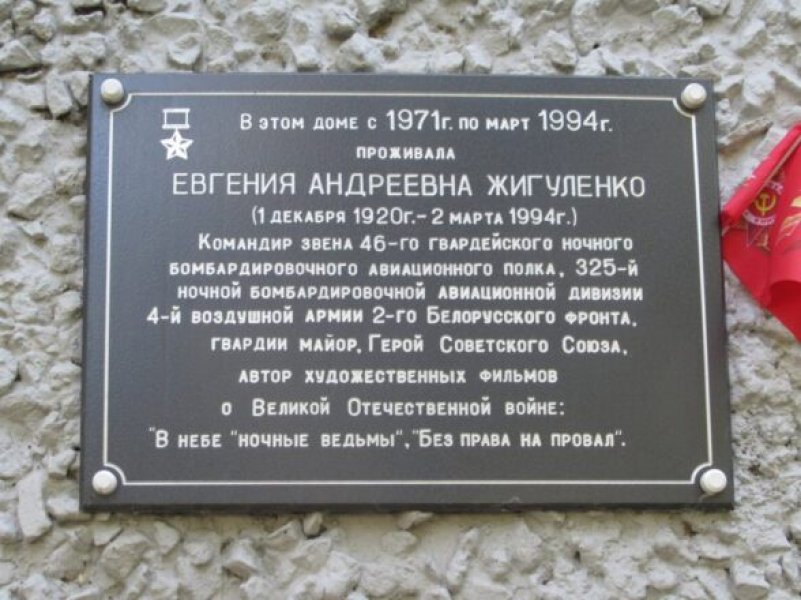 В этом доме с 1971г. по март 1994г.
проживала
ЕВГЕНИЯ АНДРЕЕВНА ЖИГУЛЕНКО
(1 декабря 1920г.- 2 марта 1994г.)
Командир звена 46-го гвардейского ночного
бомбардировочного авиационного полка, 325-й
ночной бомбардировочной авиационной дивизии
4-й воздушной армии 2-го Белорусского фронта,
гвардии майор, Герой Советского Союза,
автор художественных фильмов
о Великой Отечественной войне:
"В небе "ночные ведьмы", "Без права на провал".